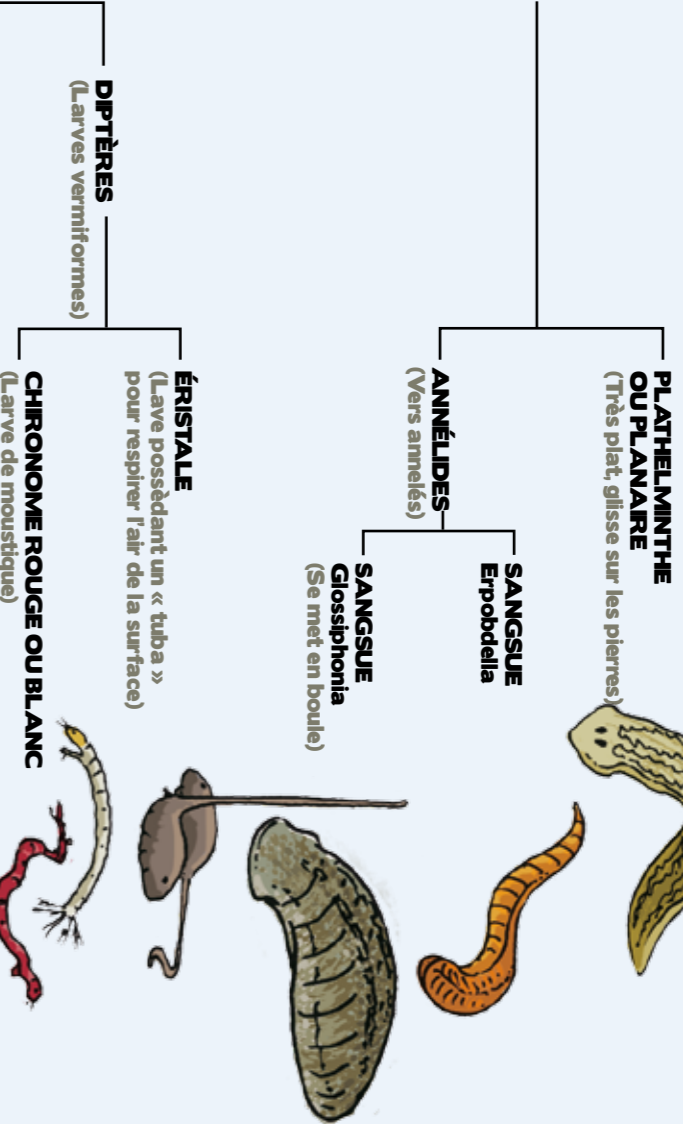 PLATHELMINTHE
OU PLANAIRE
(Très plat, glisse sur les pierres)
ANNÉLIDES
(Vers annelés)
SANGSUE
Erpobdella
SANGSUE
Glossiphonia
(Se met en boule)
DIPTÈRES
(Larves vermiformes)
ÉRISTALE
(Lave possèdant un « tuba »
pour respirer l'air de la surface)
CHIRONOME ROUGE OU BLANC
(Larve de moustique)